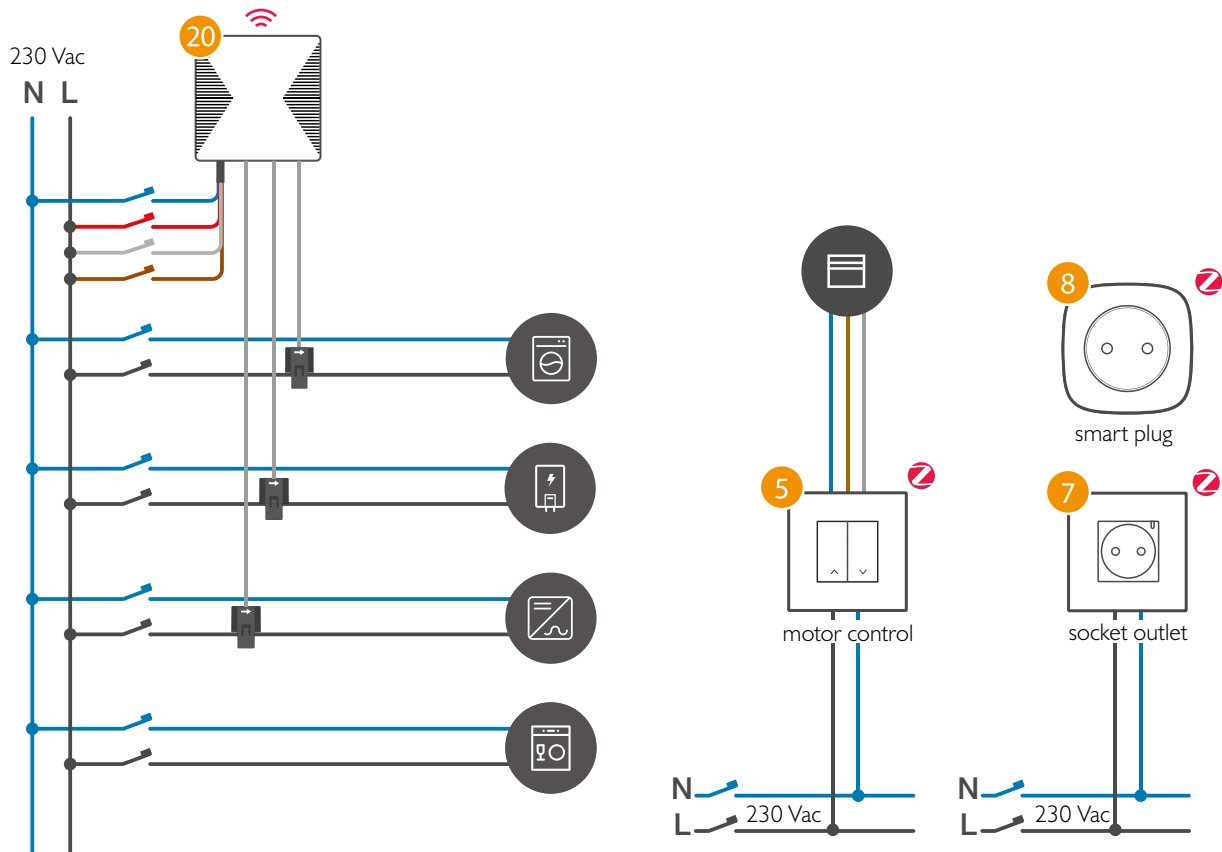 20
230 Vac
N L
8
smart plug
5
7
motor control
socket outlet
N
230 Vac
L
N
230 Vac
L